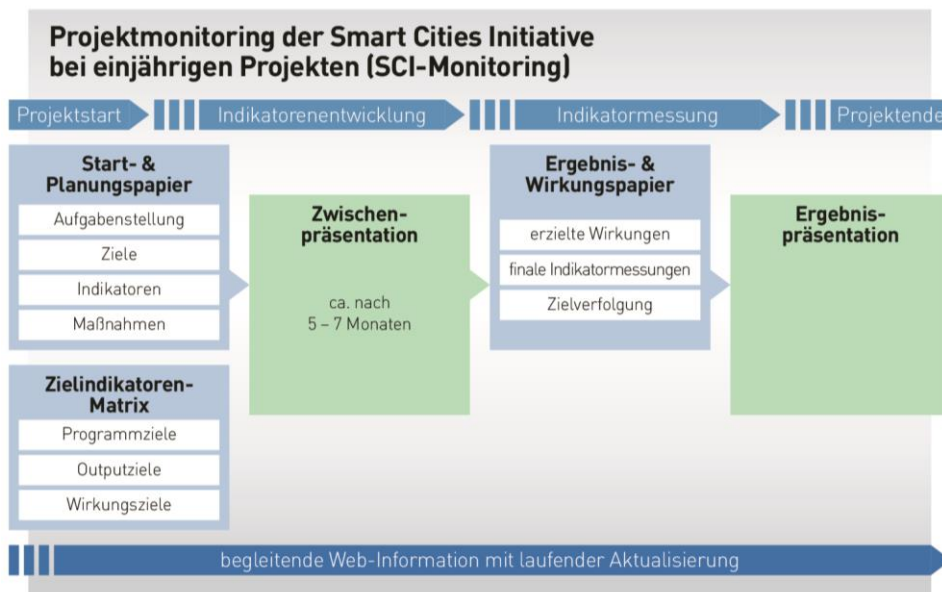 Projektmonitoring der Smart Cities Initiative
bei einjährigen Projekten (SCI-Monitoring)
Projektstart
Indikatorenentwicklung
Indikatormessung
Projektende
Start- &
Planungspapier
Aufgabenstellung
Ziele
Indikatoren
Maßnahmen
Zielindikatoren-
Matrix
Programmziele
Outputziele
Wirkungsziele
Zwischen-
präsentation
ca. nach
5 – 7 Monaten
Ergebnis- &
Wirkungspapier
erzielte Wirkungen
finale Indikatormessungen
Zielverfolgung
Ergebnis-
präsentation
begleitende Web-Information mit laufender Aktualisierung